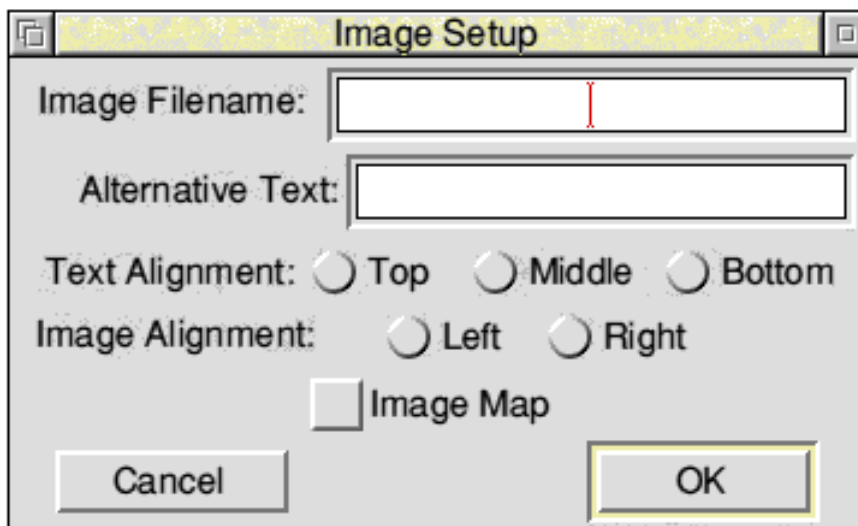 Image Setup
Image Filename:
Alternative Text:
Text Alignment: Top Middle Bottom
Image Alignment: Left Right
Image Map
Cancel OK